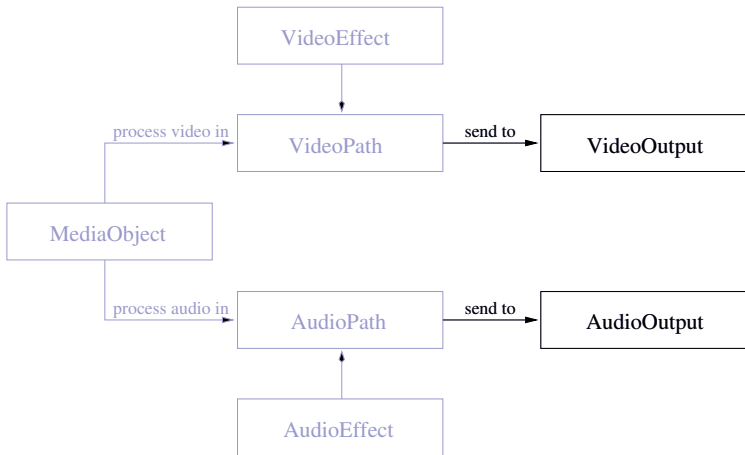 VideoEffect
process video in
VideoPath
send to
VideoOutput
MediaObject
process audio in
AudioPath
send to
AudioOutput
AudioEffect